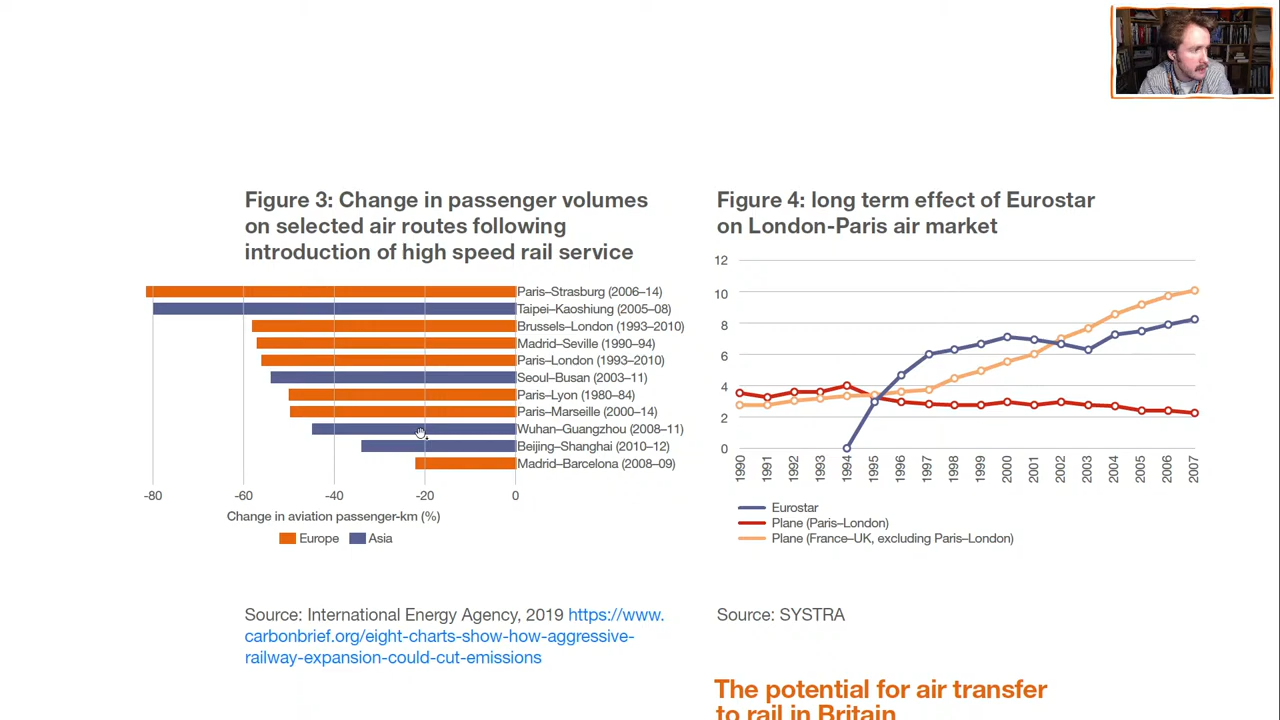 Figure 3: Change in passenger volumes
on selected air routes following
introduction of high speed rail service
Paris–Strasburg (2006–14)
Taipei–Kaoshiung (2005–08)
Brussels–London (1993–2010)
Madrid–Seville (1990–94)
Paris–London (1993–2010)
Seoul–Busan (2003–11)
Paris–Lyon (1980–84)
Paris–Marseille (2000–14)
Wuhan–Guangzhou (2008–11)
Beijing–Shanghai (2010–12)
Madrid–Barcelona (2008–09)
-80 -60 -40 -20 0
Change in aviation passenger-km (%)
Europe Asia
Source: International Energy Agency, 2019 https://www.
carbonbrief.org/eight-charts-show-how-aggressive-
railway-expansion-could-cut-emissions
Figure 4: long term effect of Eurostar
on London-Paris air market
12
10
8
6
4
2
0
1990 1991 1992 1993 1994 1995 1996 1997 1998 1999 2000 2001 2002 2003 2004 2005 2006 2007
Eurostar
Plane (Paris–London)
Plane (France–UK, excluding Paris–London)
Source: SYSTRA
The potential for air transfer
to rail in Britain